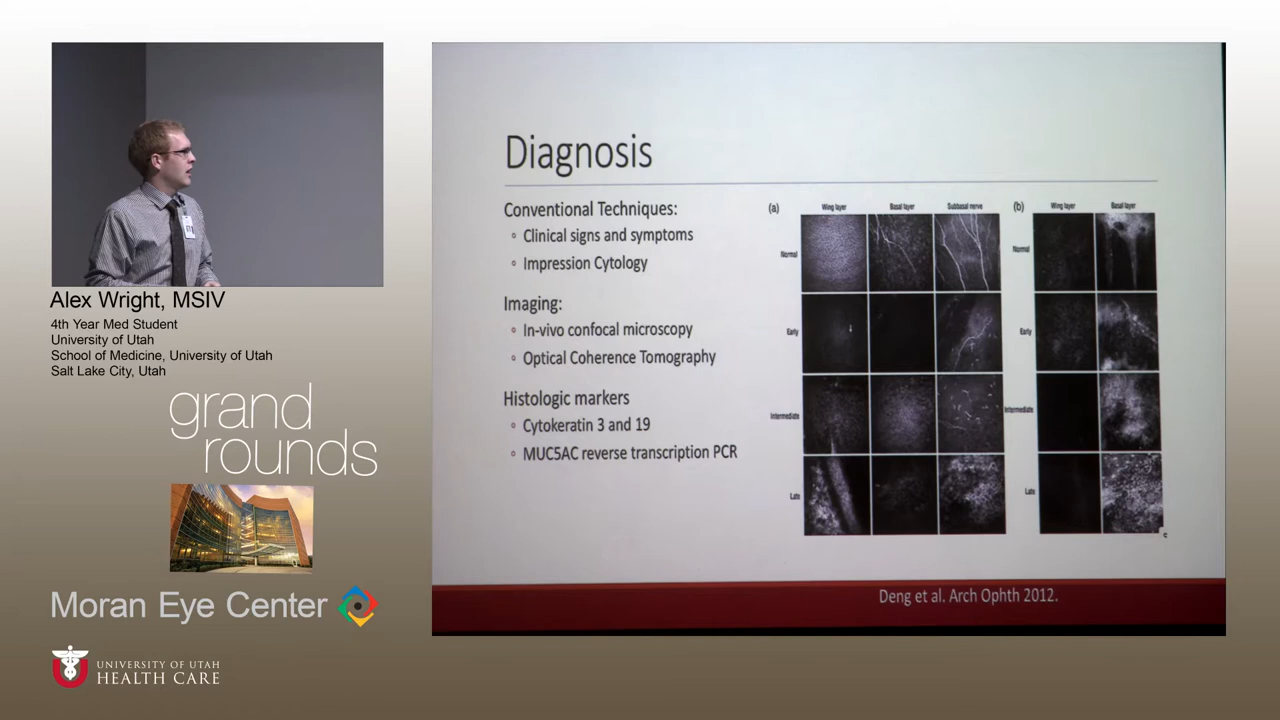 Alex Wright, MSIV
4th Year Med Student
University of Utah
School of Medicine, University of Utah
Salt Lake City, Utah
grand
rounds
Moran Eye Center
UNIVERSITY OF UTAH
HEALTH CARE
Diagnosis
Conventional Techniques:
Clinical signs and symptoms
Impression Cytology
Imaging:
In-vivo confocal microscopy
Optical Coherence Tomography
Histologic markers
Cytokeratin 3 and 19
MUC5AC reverse transcription PCR
(a) Wing layer Basal layer Subbasal nerve
Normal
Early
Intermediate
Late
(b) Wing layer Basal layer
Normal
Early
Intermediate
Late
Deng et al. Arch Ophth 2012.